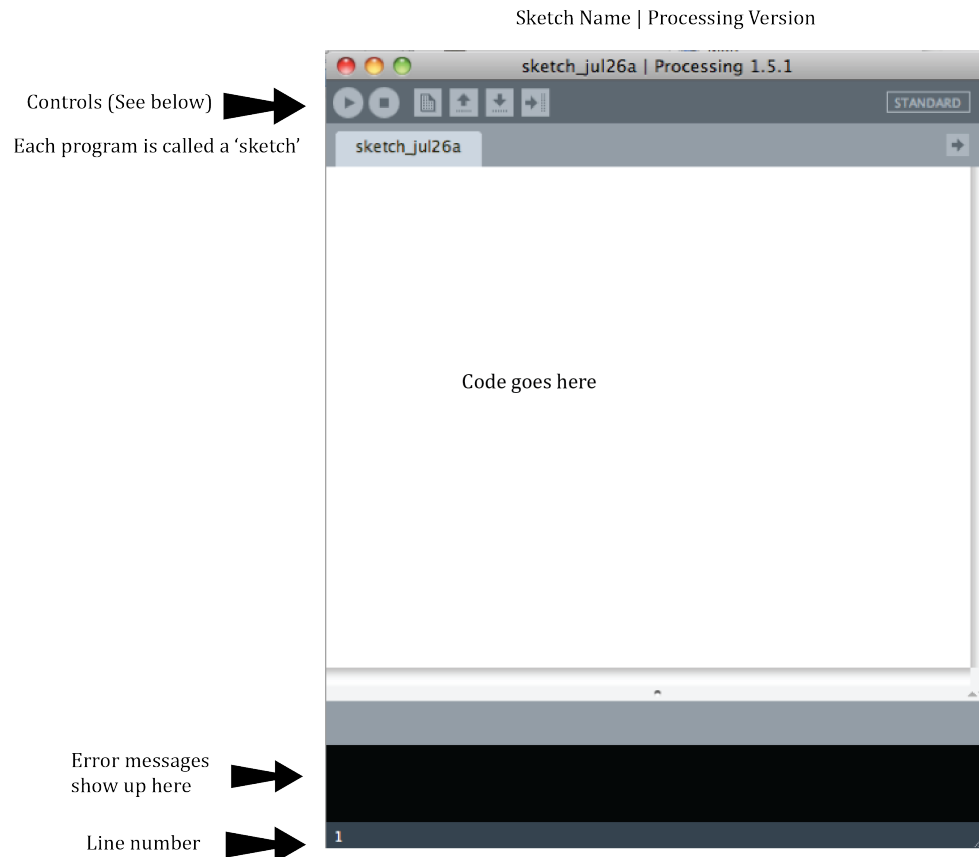 Sketch Name | Processing Version
sketch_jul26a | Processing 1.5.1
Controls (See below)
STANDARD
Each program is called a ‘sketch’
sketch_jul26a
Code goes here
Error messages
show up here
Line number
1